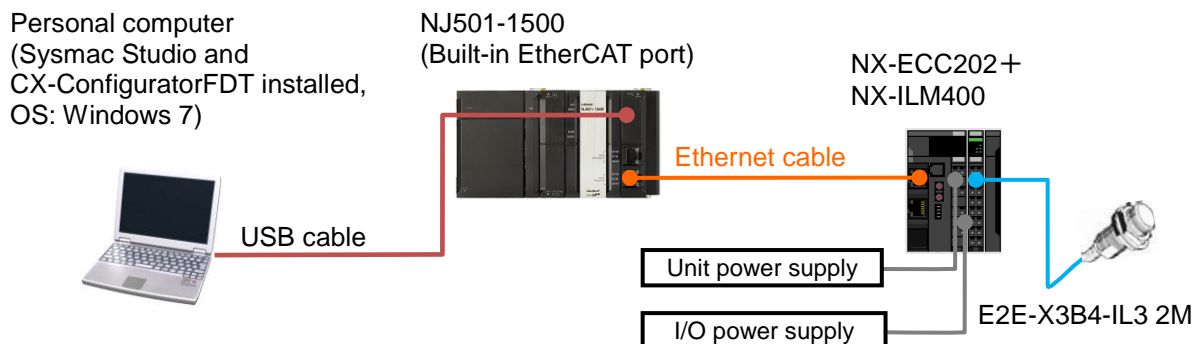 Personal computer
(Sysmac Studio and
CX-ConfiguratorFDT installed,
OS: Windows 7)
NJ501-1500
(Built-in EtherCAT port)
NX-ECC202＋
NX-ILM400
Ethernet cable
USB cable
Unit power supply
I/O power supply
E2E-X3B4-IL3 2M